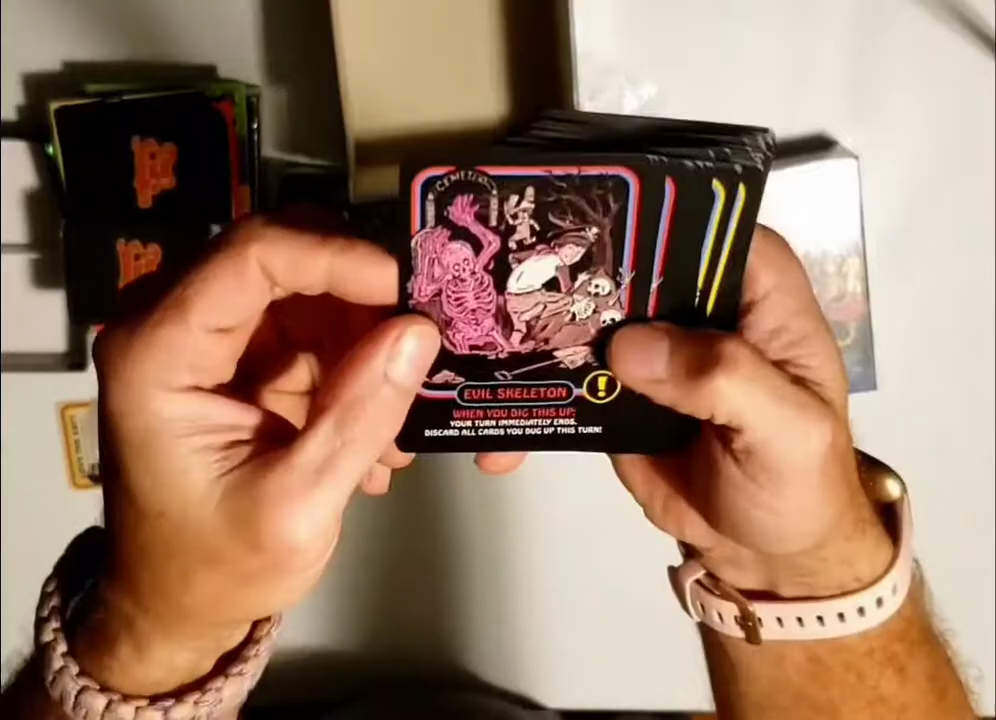 CEMETERY
EVIL SKELETON
!
WHEN YOU DIG THIS UP:
YOUR TURN IMMEDIATELY ENDS.
DISCARD ALL CARDS YOU DUG UP THIS TURN!